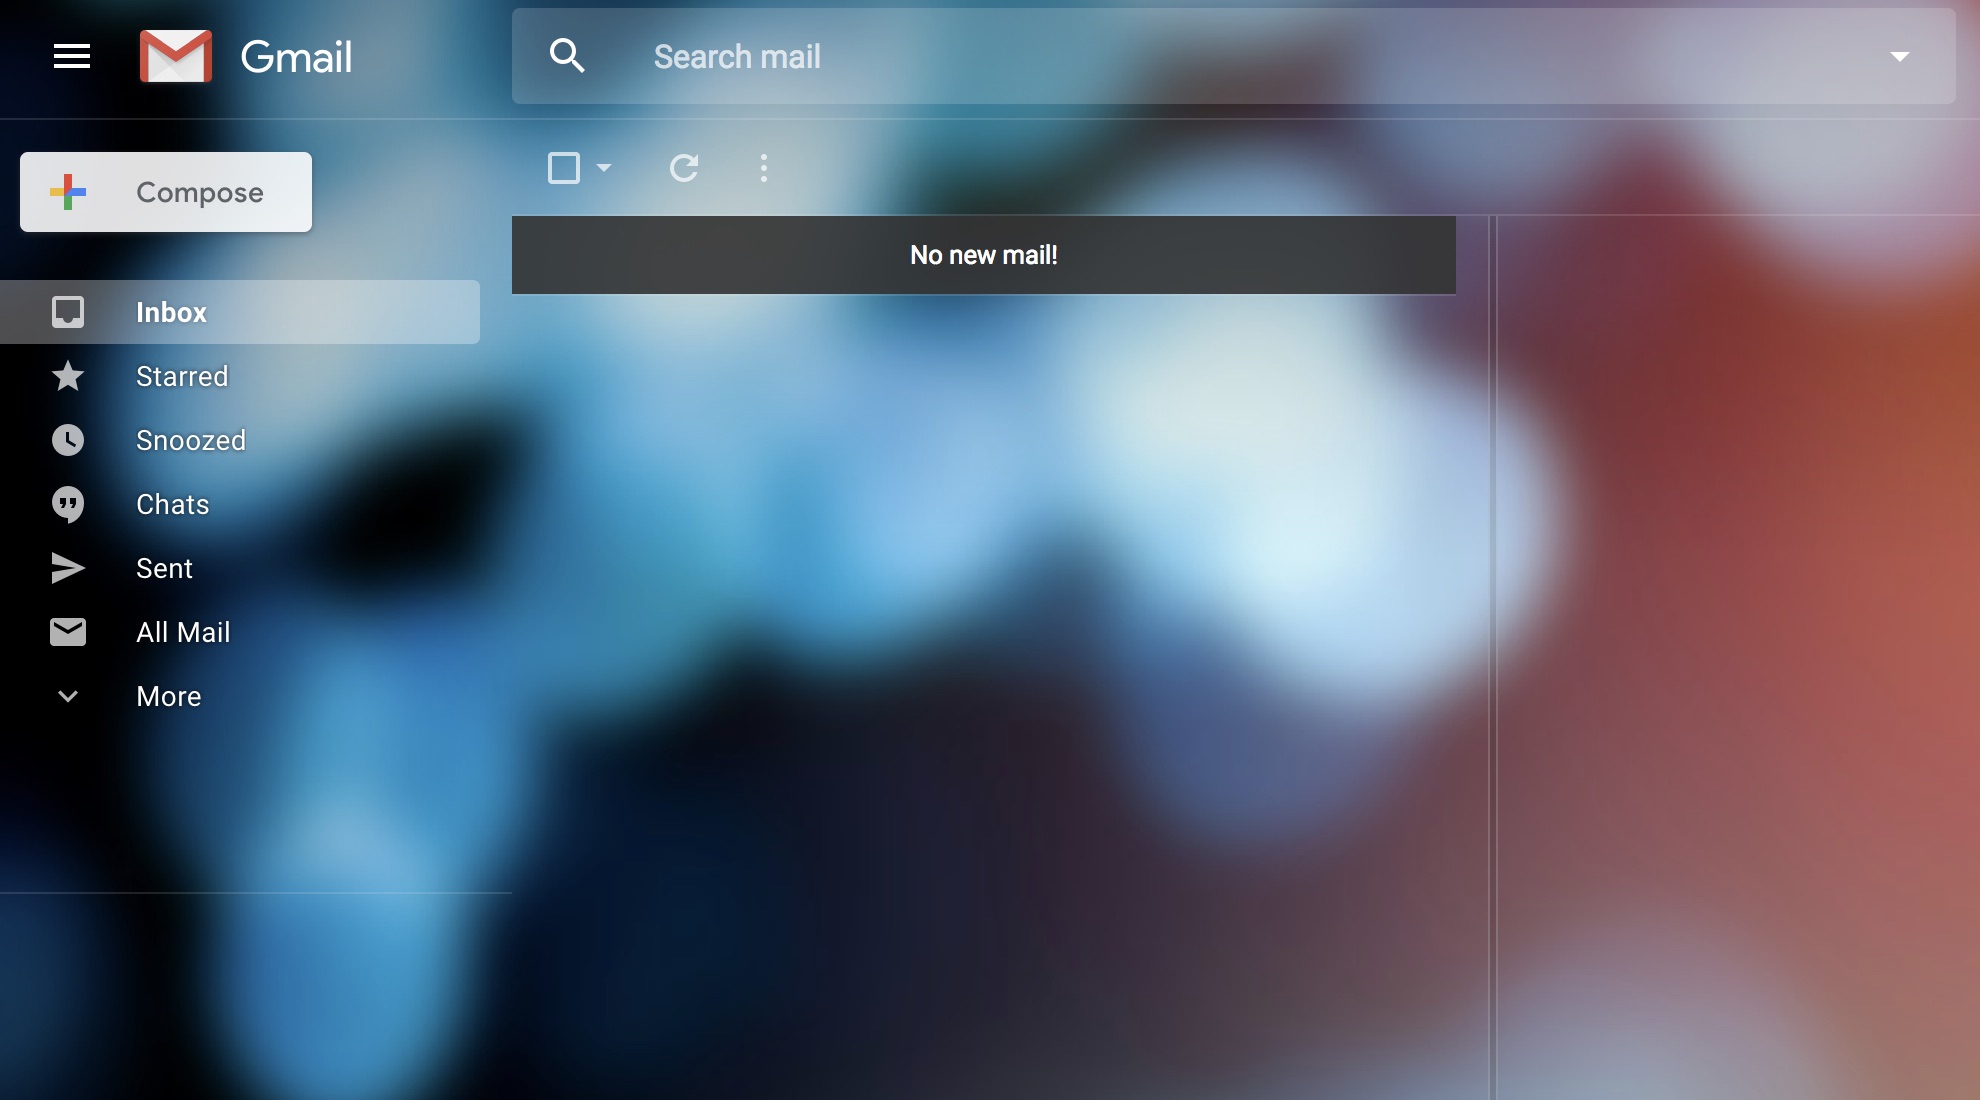 Gmail
Search mail
Compose
No new mail!
Inbox
Starred
Snoozed
Chats
Sent
All Mail
More